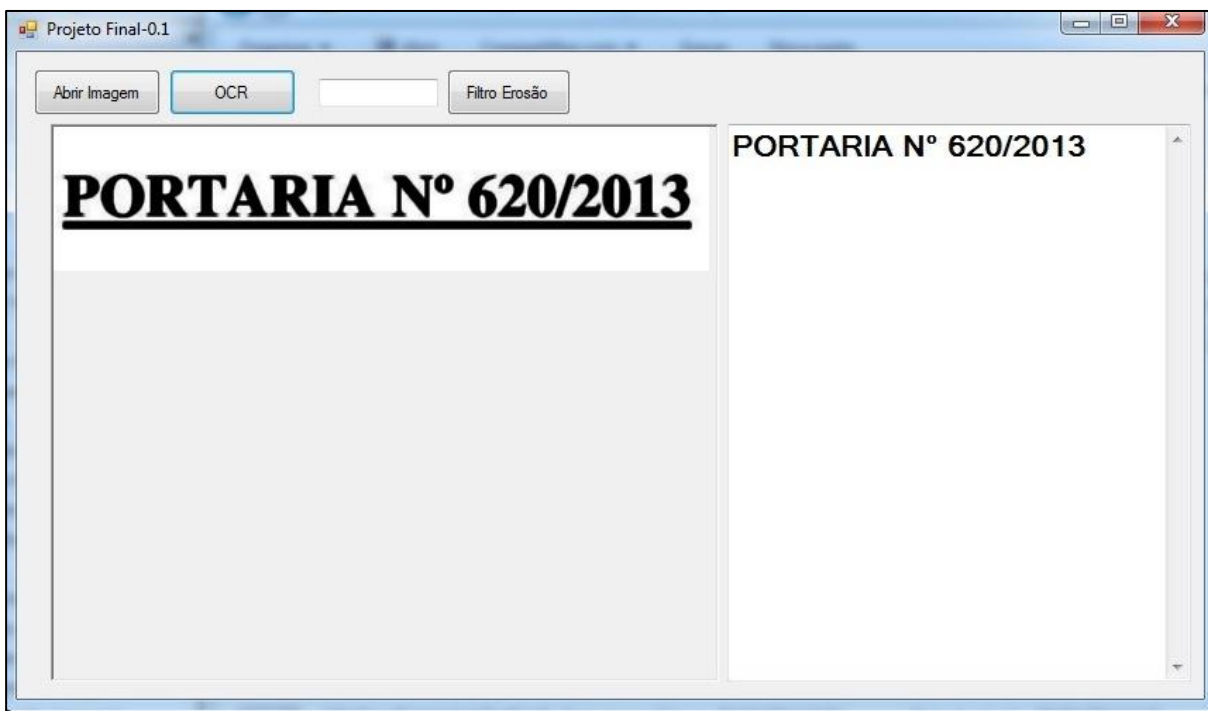 Projeto Final-0.1
Abrir Imagem OCR Filtro Erosão
PORTARIA Nº 620/2013
PORTARIA Nº 620/2013